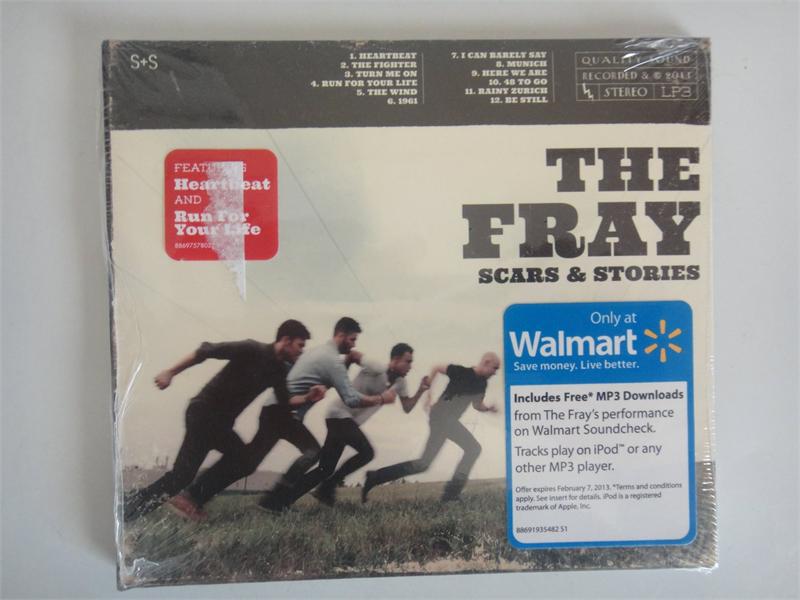 S+S
1. HEARTBEAT
2. THE FIGHTER
3. TURN ME ON
4. RUN FOR YOUR LIFE
5. THE WIND
6. 1961
7. I CAN BARELY SAY
8. MUNICH
9. HERE WE ARE
10. 48 TO GO
11. RAINY ZURICH
12. BE STILL
QUALITY SOUND
RECORDED & © 2011
STEREO LP3
FEATURING
Heartbeat
AND
Run For
Your Life
THE
FRAY
SCARS & STORIES
Only at
Walmart
Save money. Live better.
Includes Free* MP3 Downloads
from The Fray's performance
on Walmart Soundcheck.
Tracks play on iPod™ or any
other MP3 player.
Offer expires February 7, 2013. *Terms and conditions
apply. See insert for details. iPod is a registered
trademark of Apple, Inc.
88691935482 S1